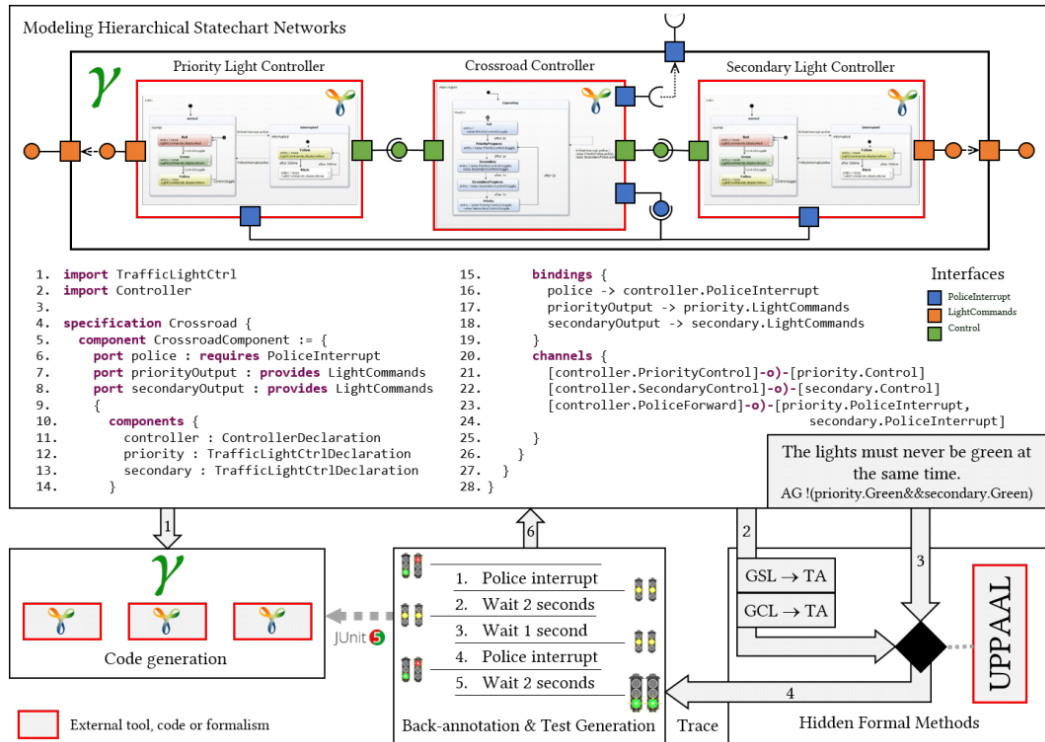 Modeling Hierarchical Statechart Networks
γ
Priority Light Controller
Crossroad Controller
Secondary Light Controller
1. import TrafficLightCtrl
2. import Controller
3.
4. specification Crossroad {
5. component CrossroadComponent := {
6. port police : requires PoliceInterrupt
7. port priorityOutput : provides LightCommands
8. port secondaryOutput : provides LightCommands
9. {
10. components {
11. controller : ControllerDeclaration
12. priority : TrafficLightCtrlDeclaration
13. secondary : TrafficLightCtrlDeclaration
14. }
15. bindings {
16. police -> controller.PoliceInterrupt
17. priorityOutput -> priority.LightCommands
18. secondaryOutput -> secondary.LightCommands
19. }
20. channels {
21. [controller.PriorityControl]-o)-[priority.Control]
22. [controller.SecondaryControl]-o)-[secondary.Control]
23. [controller.PoliceForward]-o)-[priority.PoliceInterrupt,
24. secondary.PoliceInterrupt]
25. }
26. }
27. }
28. }
Interfaces
PoliceInterrupt
LightCommands
Control
The lights must never be green at
the same time.
AG !(priority.Green&&secondary.Green)
1
6
2
3
γ
Code generation
JUnit 5
1. Police interrupt
2. Wait 2 seconds
3. Wait 1 second
4. Police interrupt
5. Wait 2 seconds
Back-annotation & Test Generation
GSL → TA
GCL → TA
UPPAAL
4
Trace
Hidden Formal Methods
External tool, code or formalism